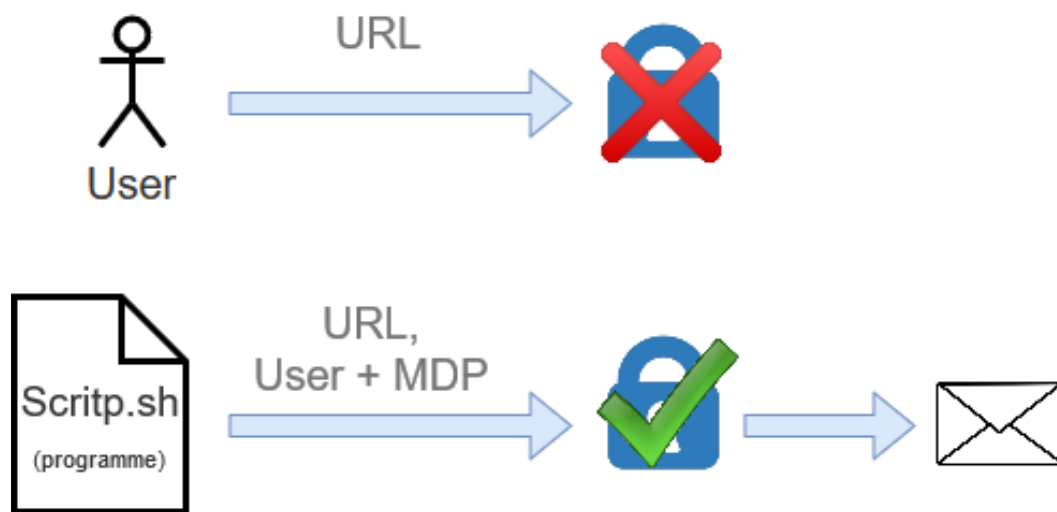 URL
User
URL,
User + MDP
Scritp.sh
(programme)